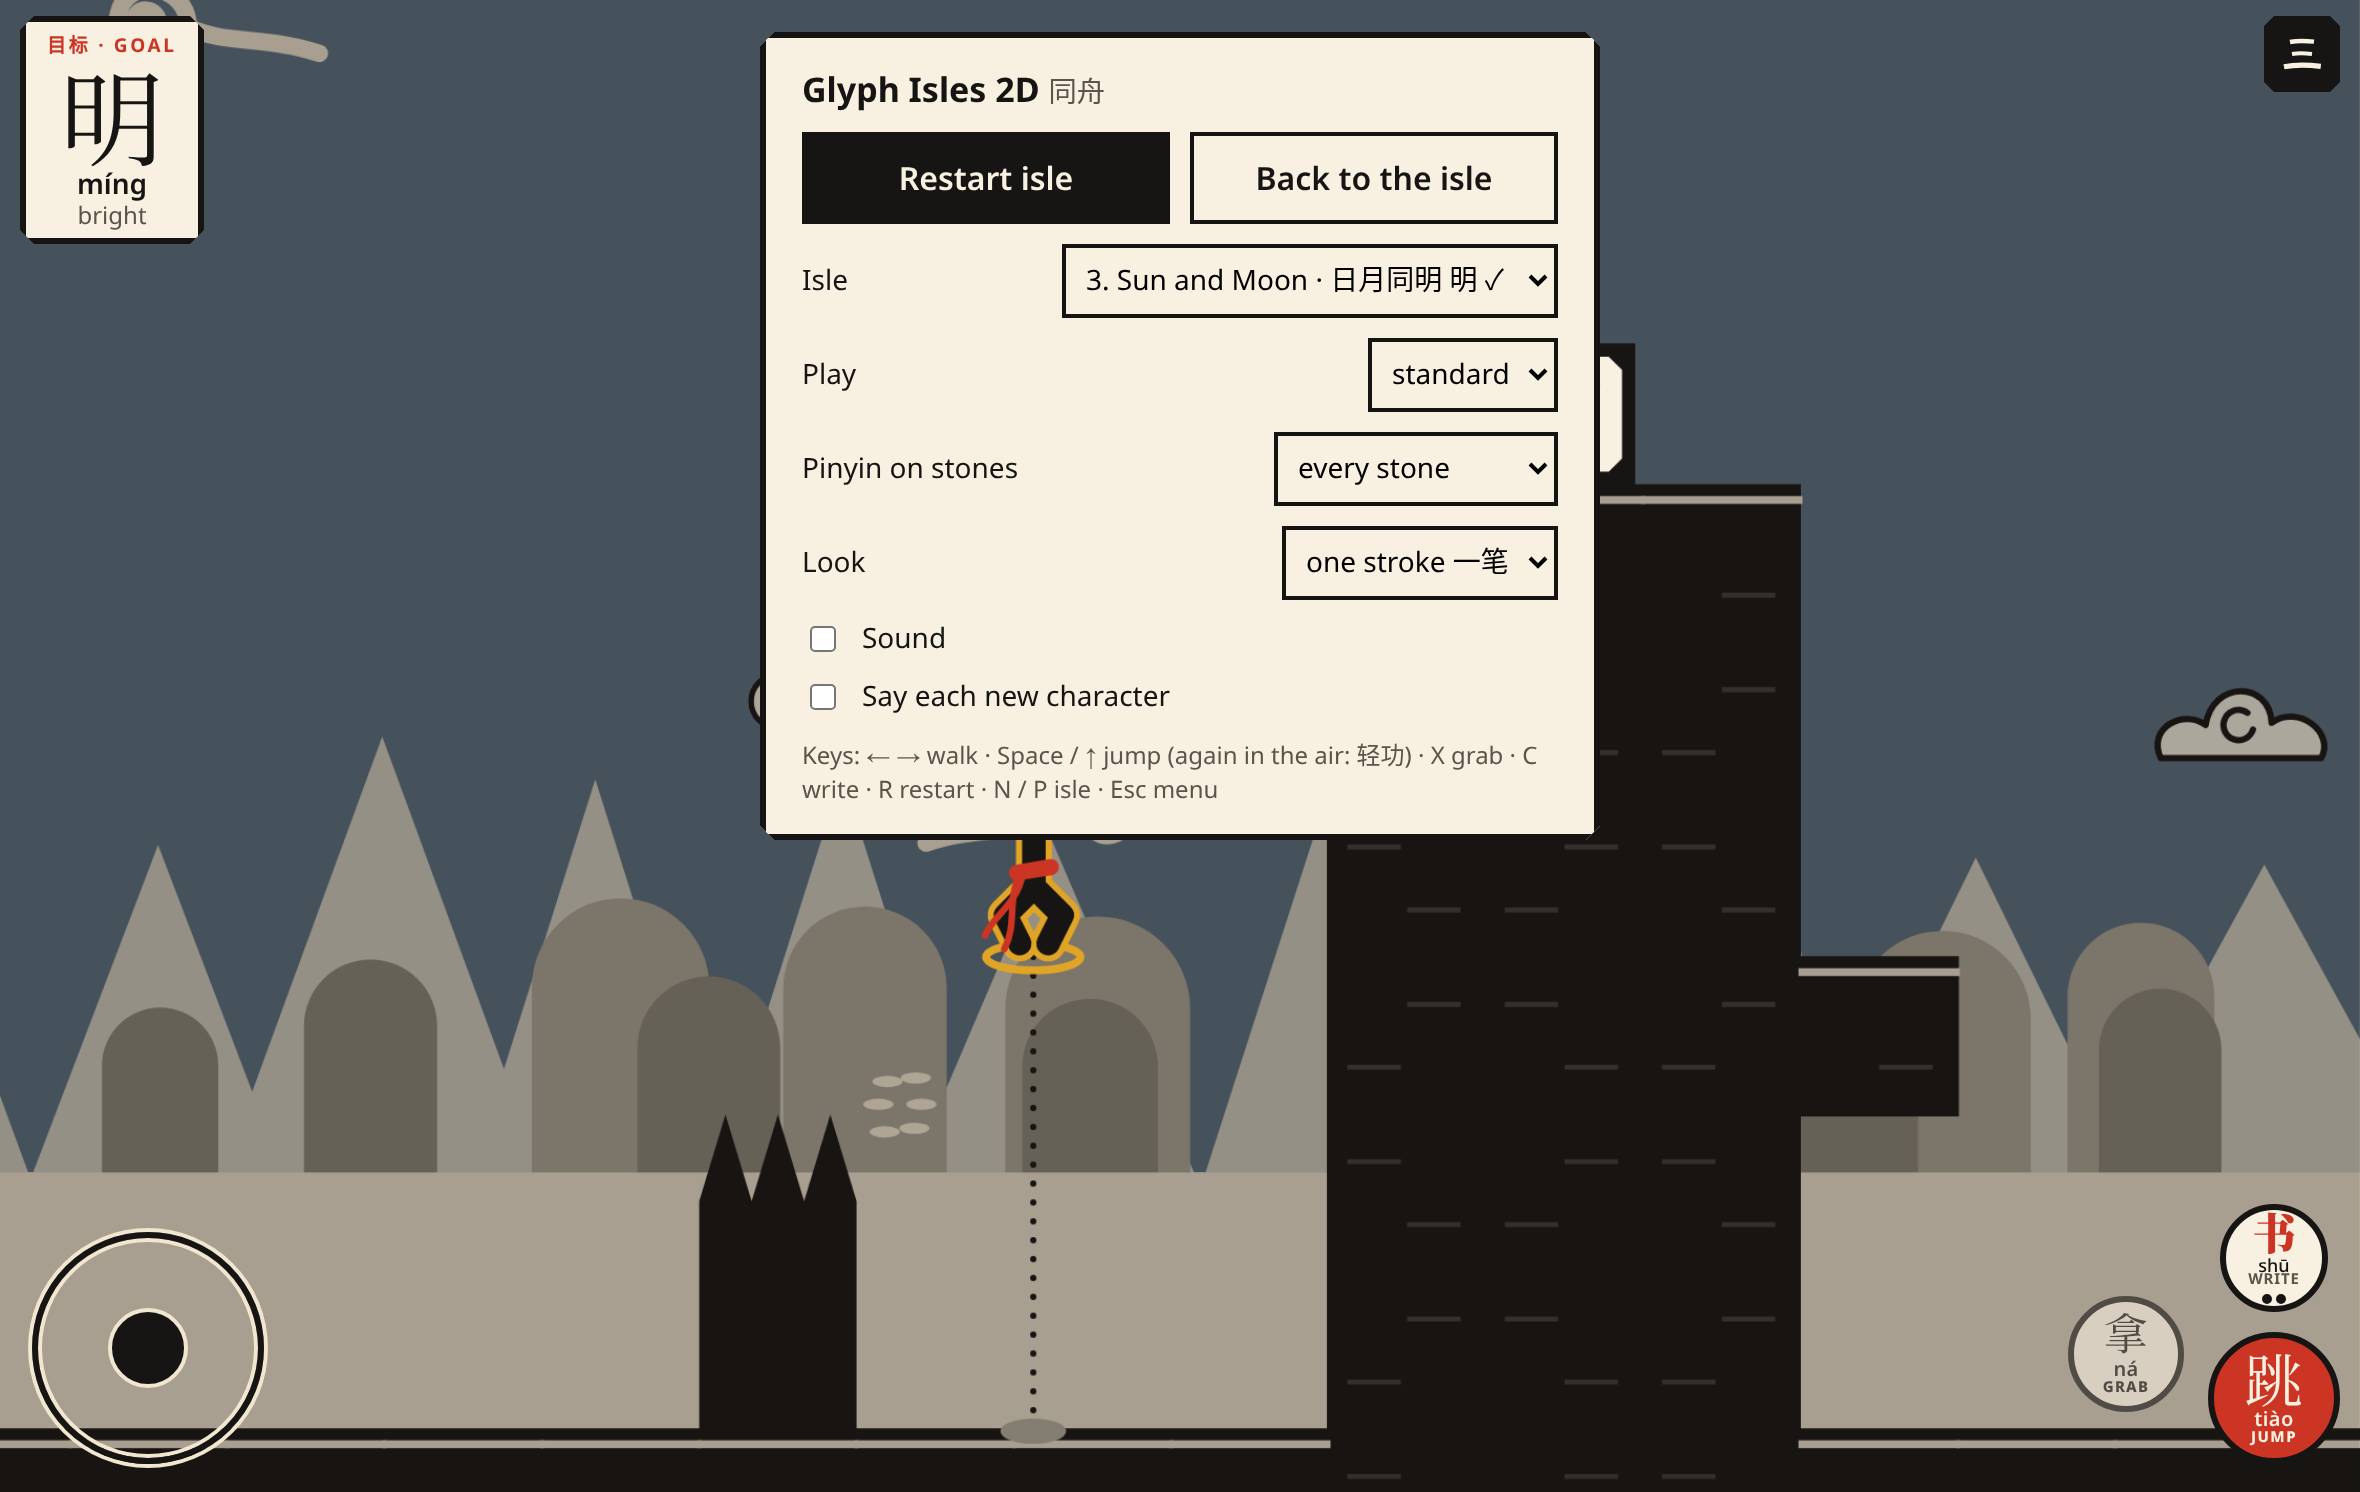 目标 · GOAL
明
míng
bright
三
Glyph Isles 2D 同舟
Restart isle
Back to the isle
Isle
3. Sun and Moon · 日月同明 明 ✓
Play
standard
Pinyin on stones
every stone
Look
one stroke 一笔
Sound
Say each new character
Keys: ← → walk · Space / ↑ jump (again in the air: 轻功) · X grab · C
write · R restart · N / P isle · Esc menu
书
shū
WRITE
拿
ná
GRAB
跳
tiào
JUMP